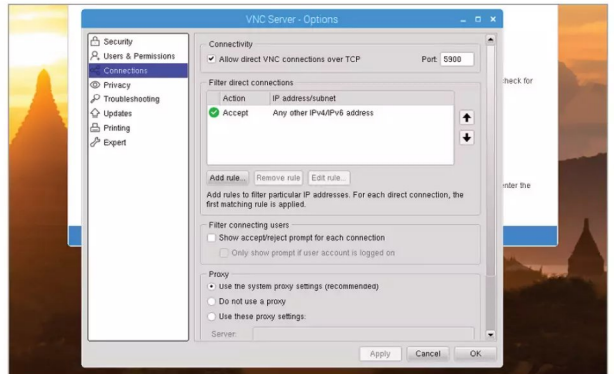 VNC Server - Options
Security
Users & Permissions
Connections
Privacy
Troubleshooting
Updates
Printing
Expert
Connectivity
Allow direct VNC connections over TCP
Port: 5900
Filter direct connections
Action IP address/subnet
Accept Any other IPv4/IPv6 address
Add rule... Remove rule Edit rule...
Add rules to filter particular IP addresses. For each direct connection, the
first matching rule is applied.
Filter connecting users
Show accept/reject prompt for each connection
Only show prompt if user account is logged on
Proxy
Use the system proxy settings (recommended)
Do not use a proxy
Use these proxy settings:
Server:
Apply Cancel OK
check for
enter the